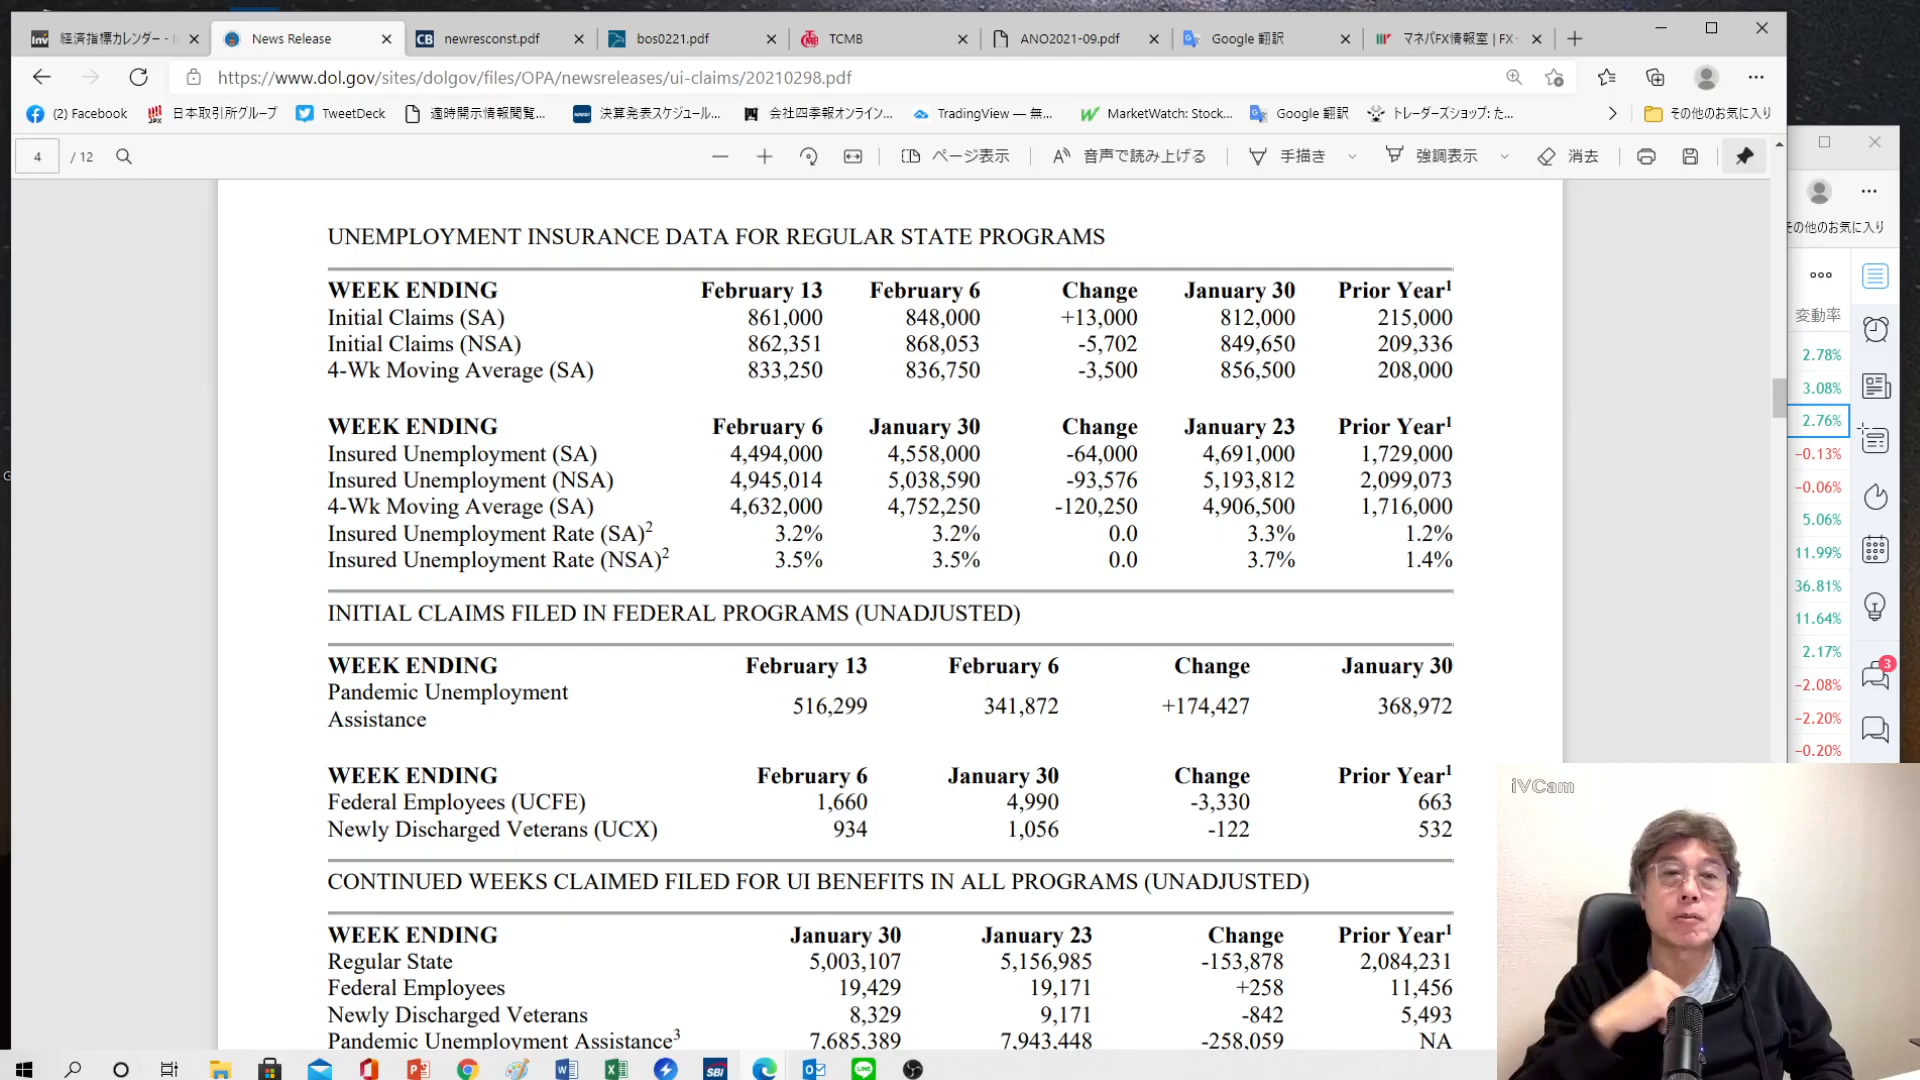 経済指標カレンダー - I
News Release
newresconst.pdf
bos0221.pdf
TCMB
ANO2021-09.pdf
Google 翻訳
マネパFX情報室 | FX
https://www.dol.gov/sites/dolgov/files/OPA/newsreleases/ui-claims/20210298.pdf
(2) Facebook
日本取引所グループ
TweetDeck
適時開示情報閲覧...
決算発表スケジュール...
会社四季報オンライン...
TradingView — 無...
MarketWatch: Stock...
Google 翻訳
トレーダーズショップ: た...
その他のお気に入り
4 / 12
ページ表示
音声で読み上げる
手描き
強調表示
消去
UNEMPLOYMENT INSURANCE DATA FOR REGULAR STATE PROGRAMS
WEEK ENDING February 13 February 6 Change January 30 Prior Year1
Initial Claims (SA) 861,000 848,000 +13,000 812,000 215,000
Initial Claims (NSA) 862,351 868,053 -5,702 849,650 209,336
4-Wk Moving Average (SA) 833,250 836,750 -3,500 856,500 208,000
WEEK ENDING February 6 January 30 Change January 23 Prior Year1
Insured Unemployment (SA) 4,494,000 4,558,000 -64,000 4,691,000 1,729,000
Insured Unemployment (NSA) 4,945,014 5,038,590 -93,576 5,193,812 2,099,073
4-Wk Moving Average (SA) 4,632,000 4,752,250 -120,250 4,906,500 1,716,000
Insured Unemployment Rate (SA)2 3.2% 3.2% 0.0 3.3% 1.2%
Insured Unemployment Rate (NSA)2 3.5% 3.5% 0.0 3.7% 1.4%
INITIAL CLAIMS FILED IN FEDERAL PROGRAMS (UNADJUSTED)
WEEK ENDING February 13 February 6 Change January 30
Pandemic Unemployment
Assistance 516,299 341,872 +174,427 368,972
WEEK ENDING February 6 January 30 Change Prior Year1
Federal Employees (UCFE) 1,660 4,990 -3,330 663
Newly Discharged Veterans (UCX) 934 1,056 -122 532
CONTINUED WEEKS CLAIMED FILED FOR UI BENEFITS IN ALL PROGRAMS (UNADJUSTED)
WEEK ENDING January 30 January 23 Change Prior Year1
Regular State 5,003,107 5,156,985 -153,878 2,084,231
Federal Employees 19,429 19,171 +258 11,456
Newly Discharged Veterans 8,329 9,171 -842 5,493
Pandemic Unemployment Assistance3 7,685,389 7,943,448 -258,059 NA
その他のお気に入り
変動率
2.78%
3.08%
2.76%
−0.13%
−0.06%
5.06%
11.99%
36.81%
11.64%
2.17%
−2.08%
−2.20%
−0.20%
3
iVCam
SBI
LINE